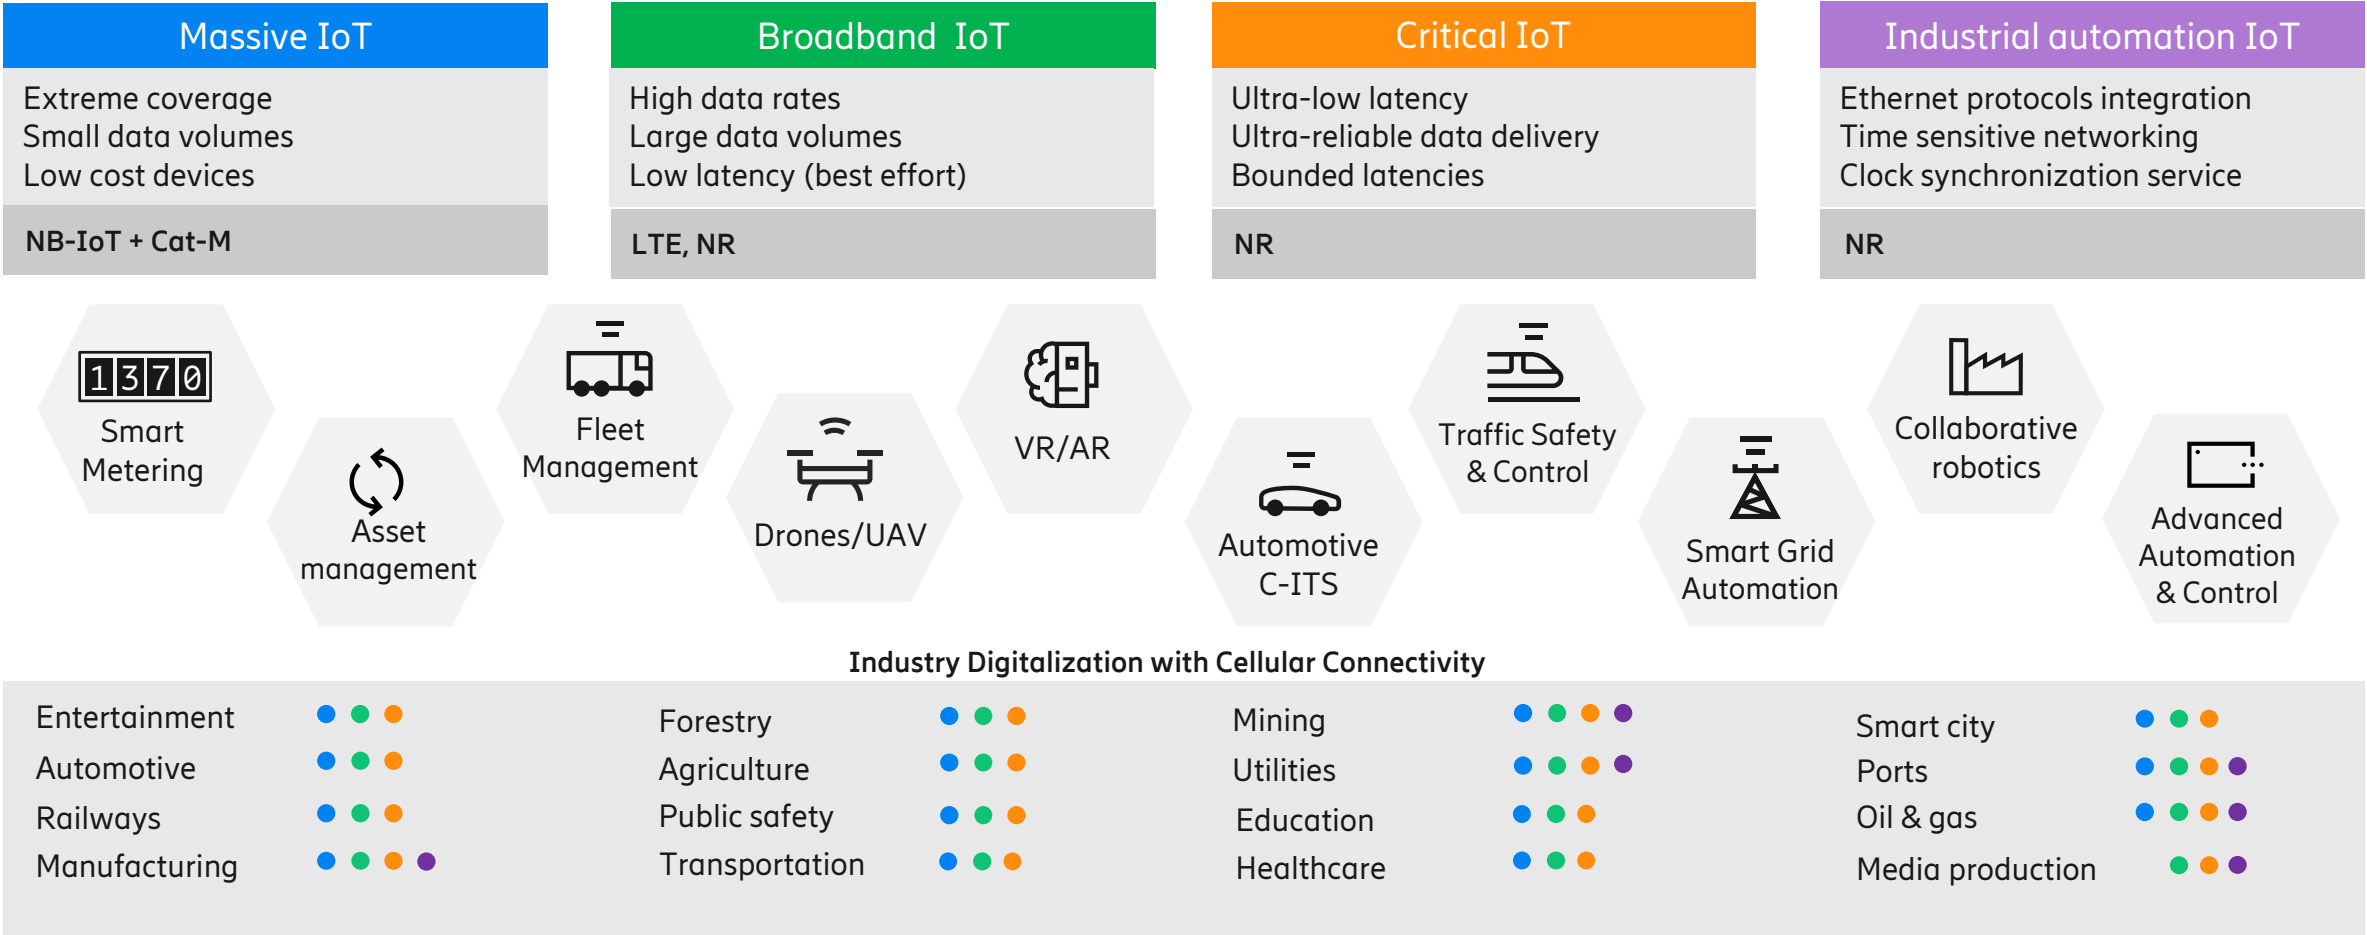 Massive IoT
Extreme coverage
Small data volumes
Low cost devices
NB-IoT + Cat-M
Broadband IoT
High data rates
Large data volumes
Low latency (best effort)
LTE, NR
Critical IoT
Ultra-low latency
Ultra-reliable data delivery
Bounded latencies
NR
Industrial automation IoT
Ethernet protocols integration
Time sensitive networking
Clock synchronization service
NR
1370
Smart
Metering
Asset
management
Fleet
Management
Drones/UAV
VR/AR
Automotive
C-ITS
Traffic Safety
& Control
Smart Grid
Automation
Collaborative
robotics
Advanced
Automation
& Control
Industry Digitalization with Cellular Connectivity
Entertainment
Automotive
Railways
Manufacturing
Forestry
Agriculture
Public safety
Transportation
Mining
Utilities
Education
Healthcare
Smart city
Ports
Oil & gas
Media production